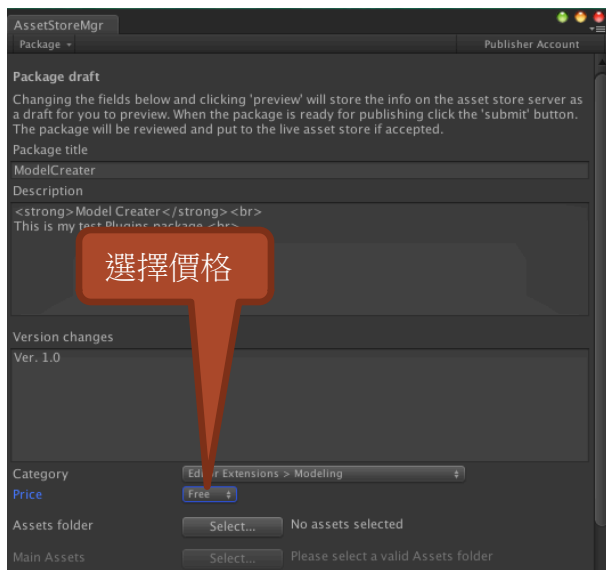 AssetStoreMgr
Package
Publisher Account
Package draft
Changing the fields below and clicking 'preview' will store the info on the asset store server as
a draft for you to preview. When the package is ready for publishing click the 'submit' button.
The package will be reviewed and put to the live asset store if accepted.
Package title
ModelCreater
Description
<strong>Model Creater</strong><br>
This is my test Plugins package.<br>
選擇價格
Version changes
Ver. 1.0
Category
Editor Extensions > Modeling
Price
Free
Assets folder
Select...
No assets selected
Main Assets
Select...
Please select a valid Assets folder